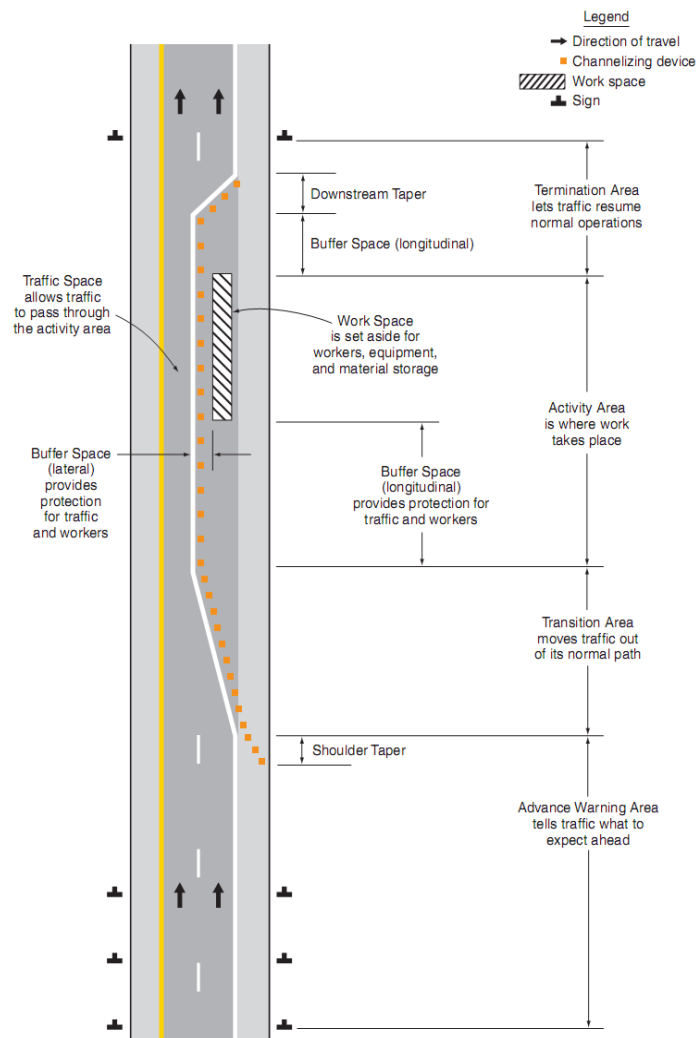 Legend
Direction of travel
Channelizing device
Work space
Sign
Downstream Taper
Termination Area
lets traffic resume
normal operations
Buffer Space (longitudinal)
Traffic Space
allows traffic
to pass through
the activity area
Work Space
is set aside for
workers, equipment,
and material storage
Activity Area
is where work
takes place
Buffer Space
(lateral)
provides
protection
for traffic
and workers
Buffer Space
(longitudinal)
provides protection for
traffic and workers
Transition Area
moves traffic out
of its normal path
Shoulder Taper
Advance Warning Area
tells traffic what to
expect ahead